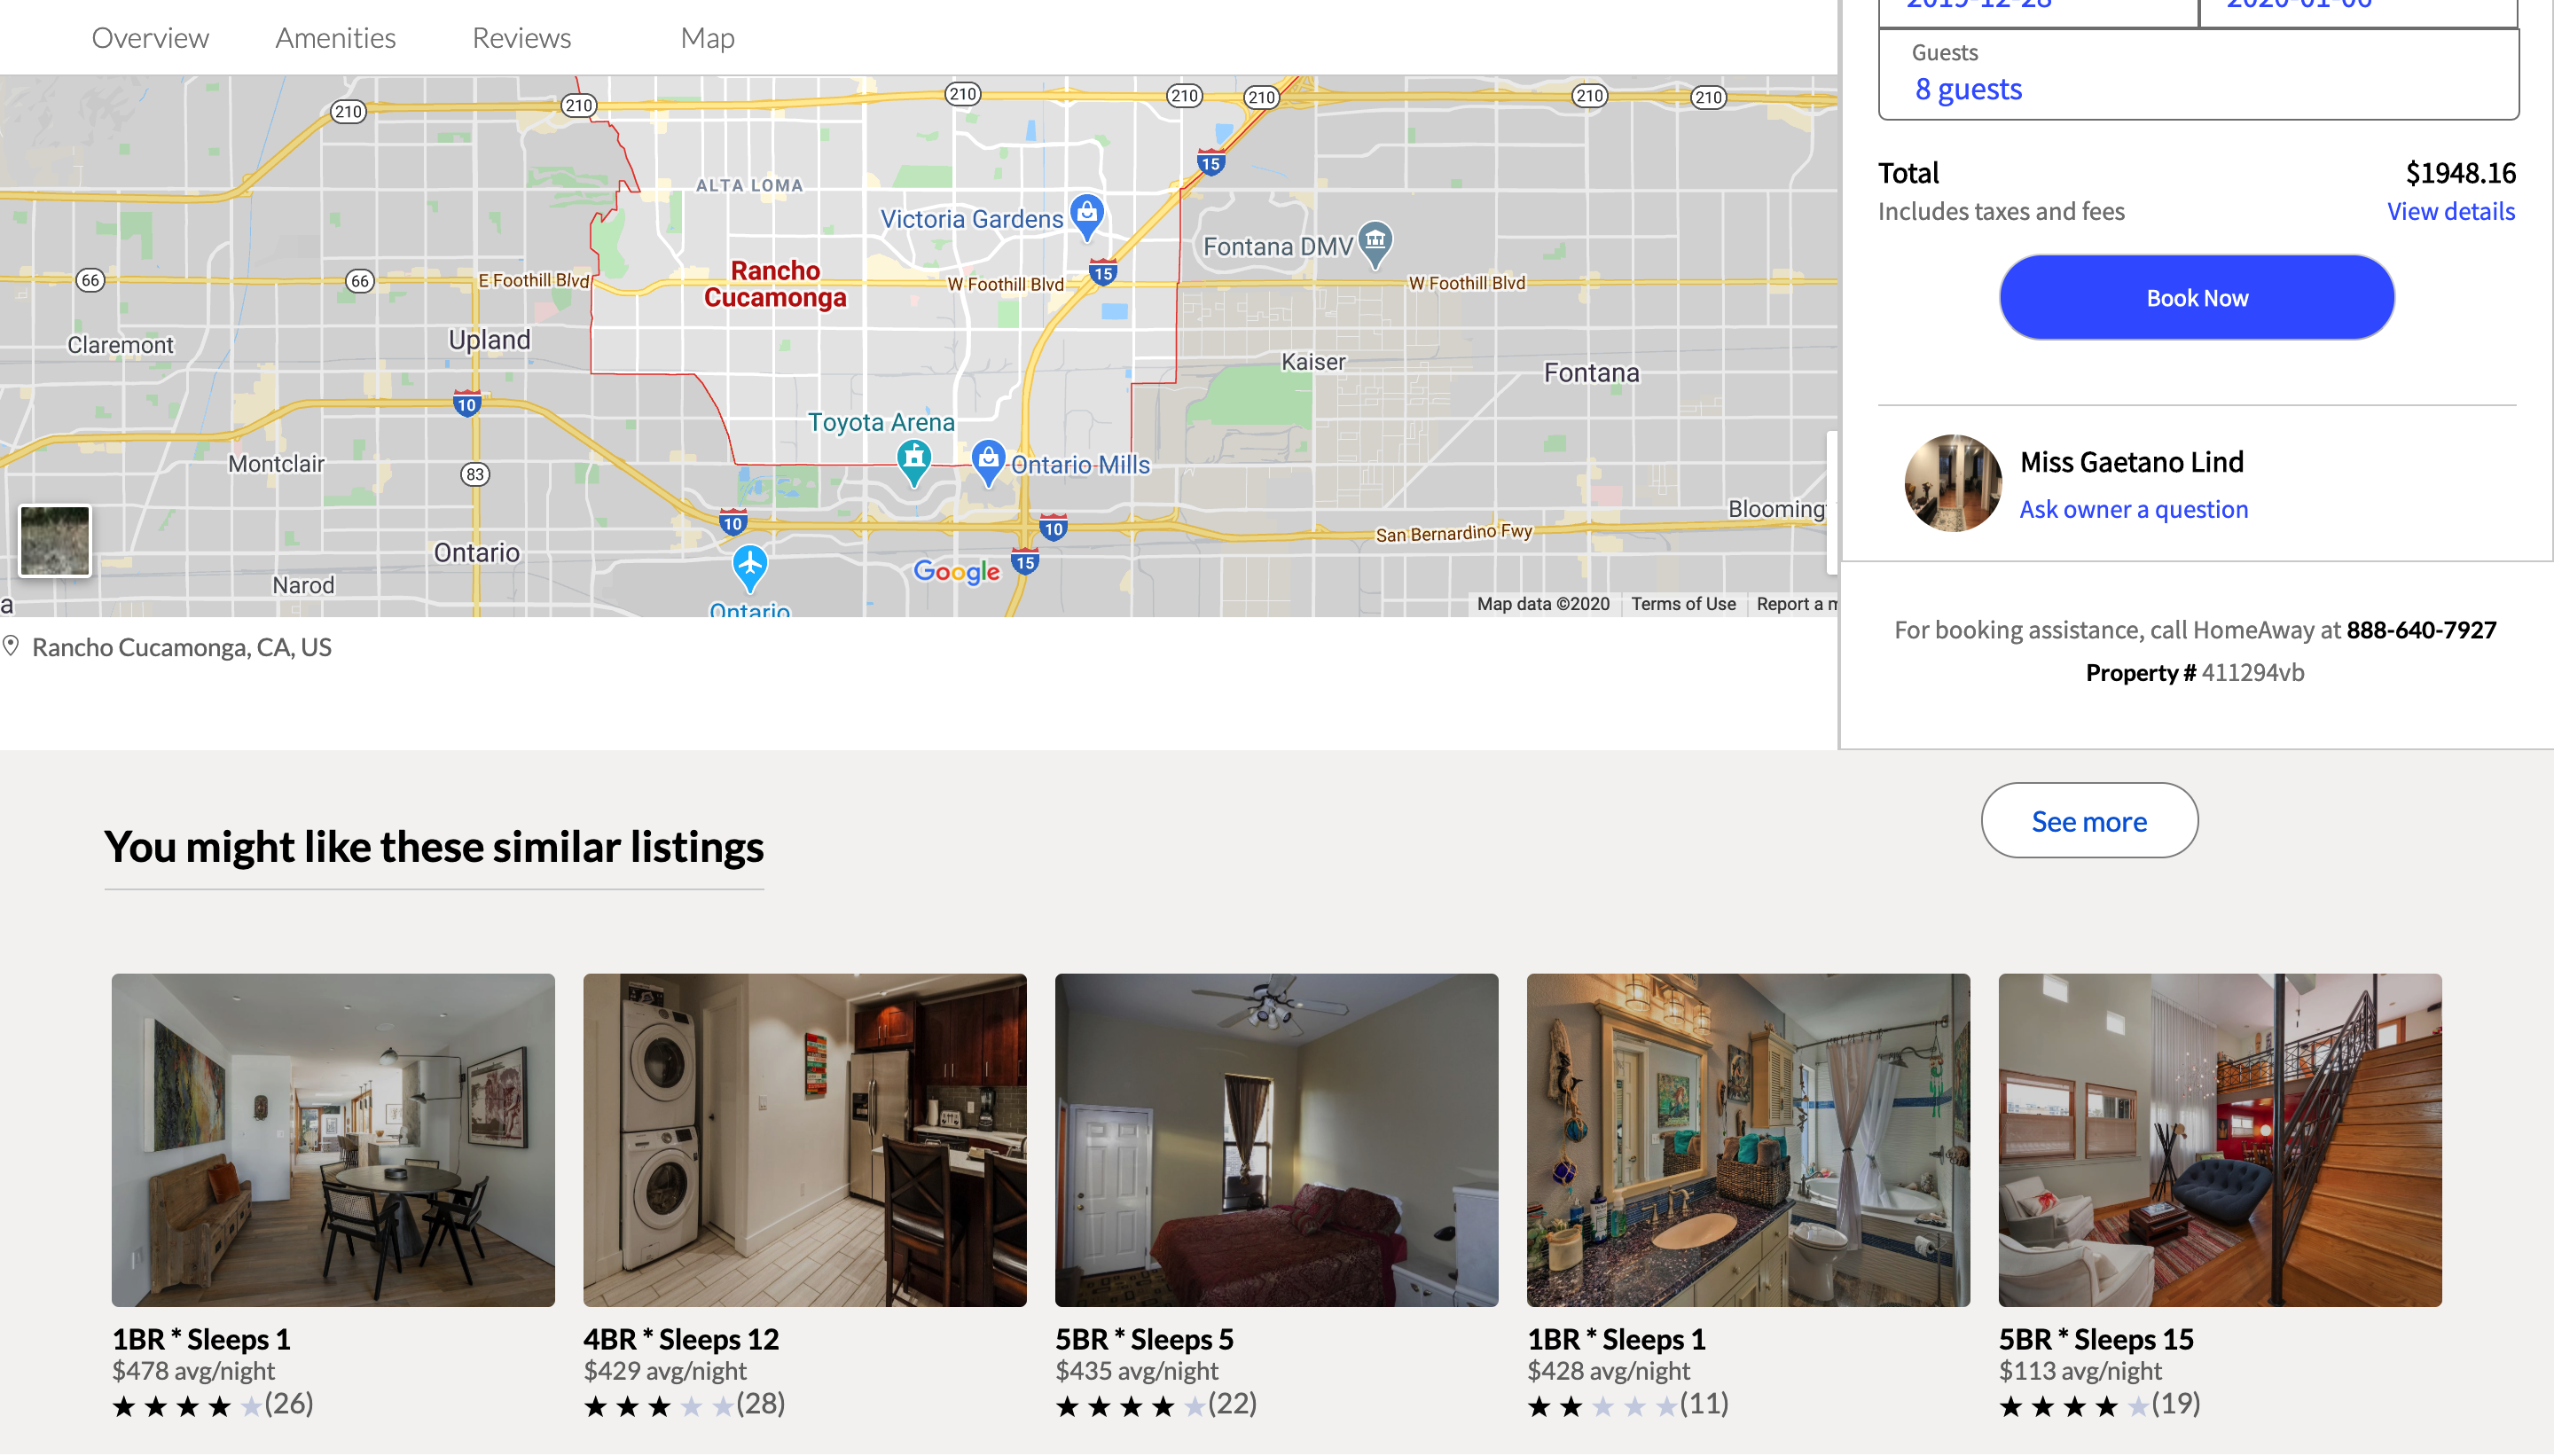 Overview Amenities Reviews Map
2019-12-28 2020-01-06
Guests
8 guests
Total $1948.16
Includes taxes and fees View details
Book Now
Miss Gaetano Lind
Ask owner a question
For booking assistance, call HomeAway at 888-640-7927
Property # 411294vb
210 210 210 210 210 210 210
15
ALTA LOMA
Victoria Gardens
Fontana DMV
Rancho
Cucamonga
66 66 E Foothill Blvd W Foothill Blvd 15 W Foothill Blvd
Claremont
Upland
Kaiser
Fontana
10
Toyota Arena
Montclair
83
Ontario Mills
10 10
San Bernardino Fwy
Blooming
Ontario
15
Narod
Google
a
Ontario
Map data ©2020 Terms of Use Report a m
Rancho Cucamonga, CA, US
You might like these similar listings
See more
1BR * Sleeps 1
$478 avg/night
(26)
4BR * Sleeps 12
$429 avg/night
(28)
5BR * Sleeps 5
$435 avg/night
(22)
1BR * Sleeps 1
$428 avg/night
(11)
5BR * Sleeps 15
$113 avg/night
(19)